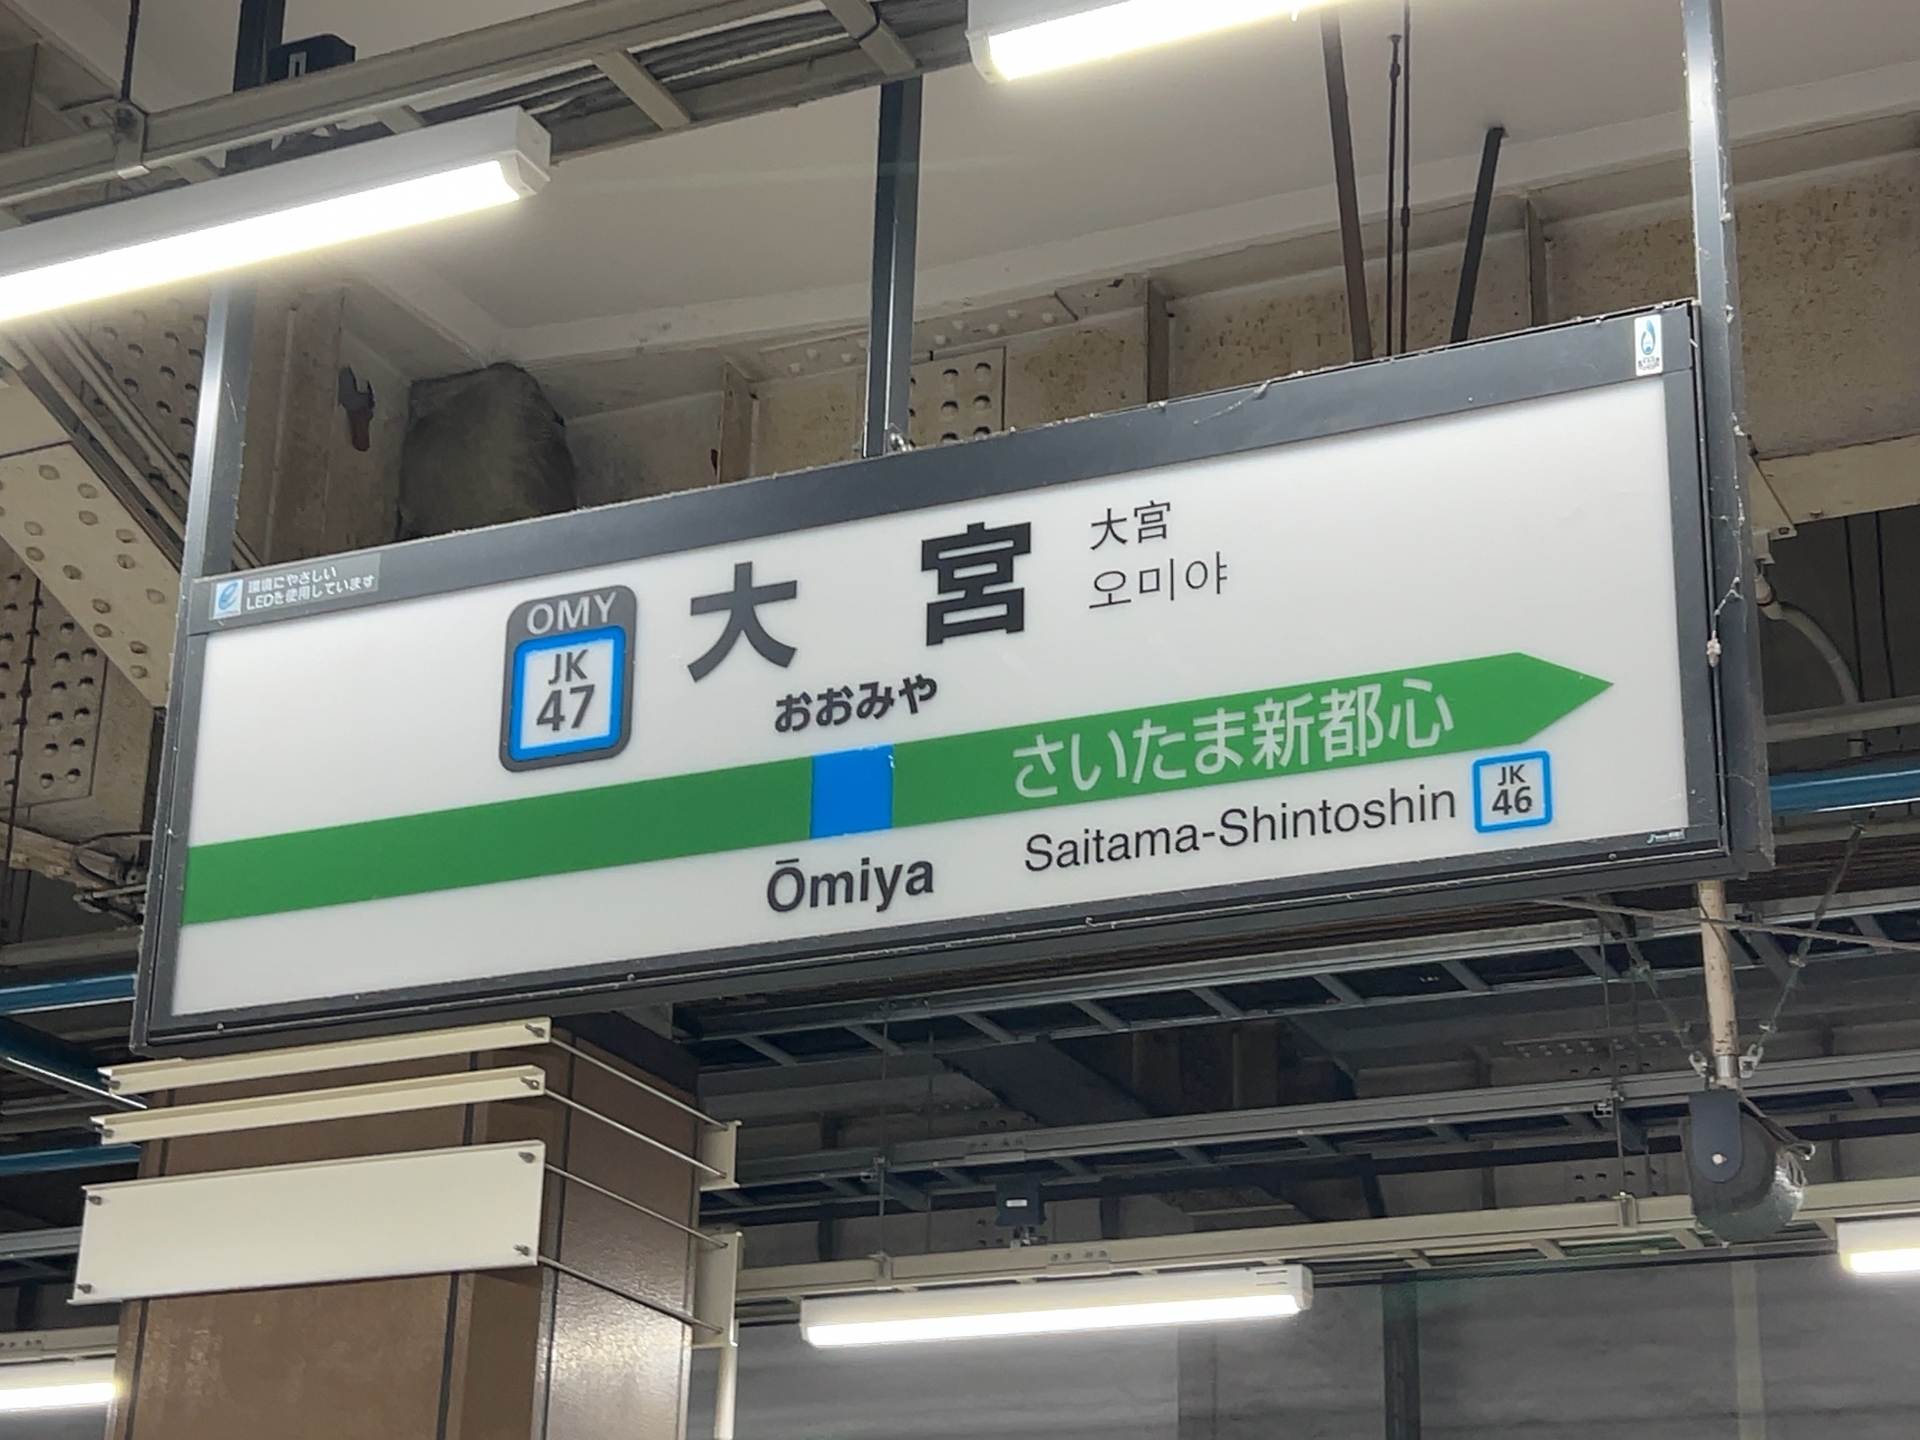 環境にやさしい
LEDを使用しています
OMY
JK
47
大宮
おおみや
大宮
오미야
さいたま新都心
Ōmiya
Saitama-Shintoshin
JK
46